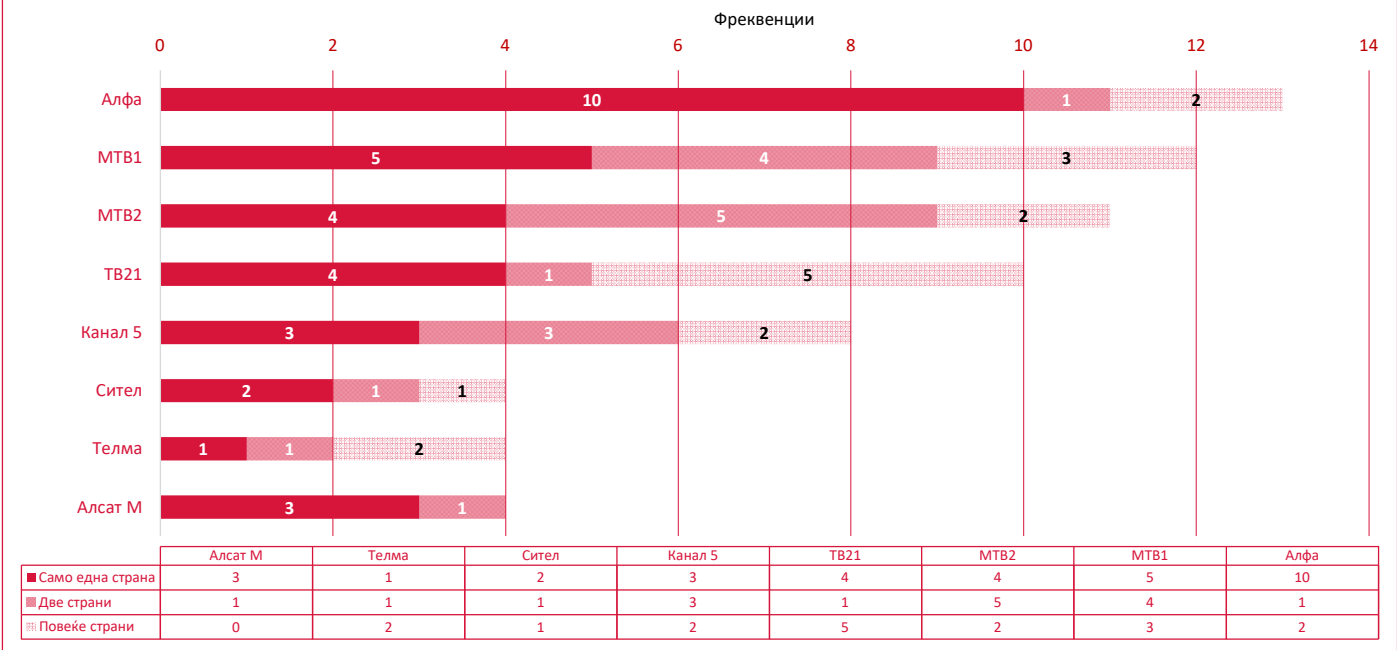 Фреквенции
0 2 4 6 8 10 12 14
Алфа 10 1 2
МТВ1 5 4 3
МТВ2 4 5 2
ТВ21 4 1 5
Канал 5 3 3 2
Сител 2 1 1
Телма 1 1 2
Алсат М 3 1
Алсат М Телма Сител Канал 5 ТВ21 МТВ2 МТВ1 Алфа
Само една страна 3 1 2 3 4 4 5 10
Две страни 1 1 1 3 1 5 4 1
Повеќе страни 0 2 1 2 5 2 3 2